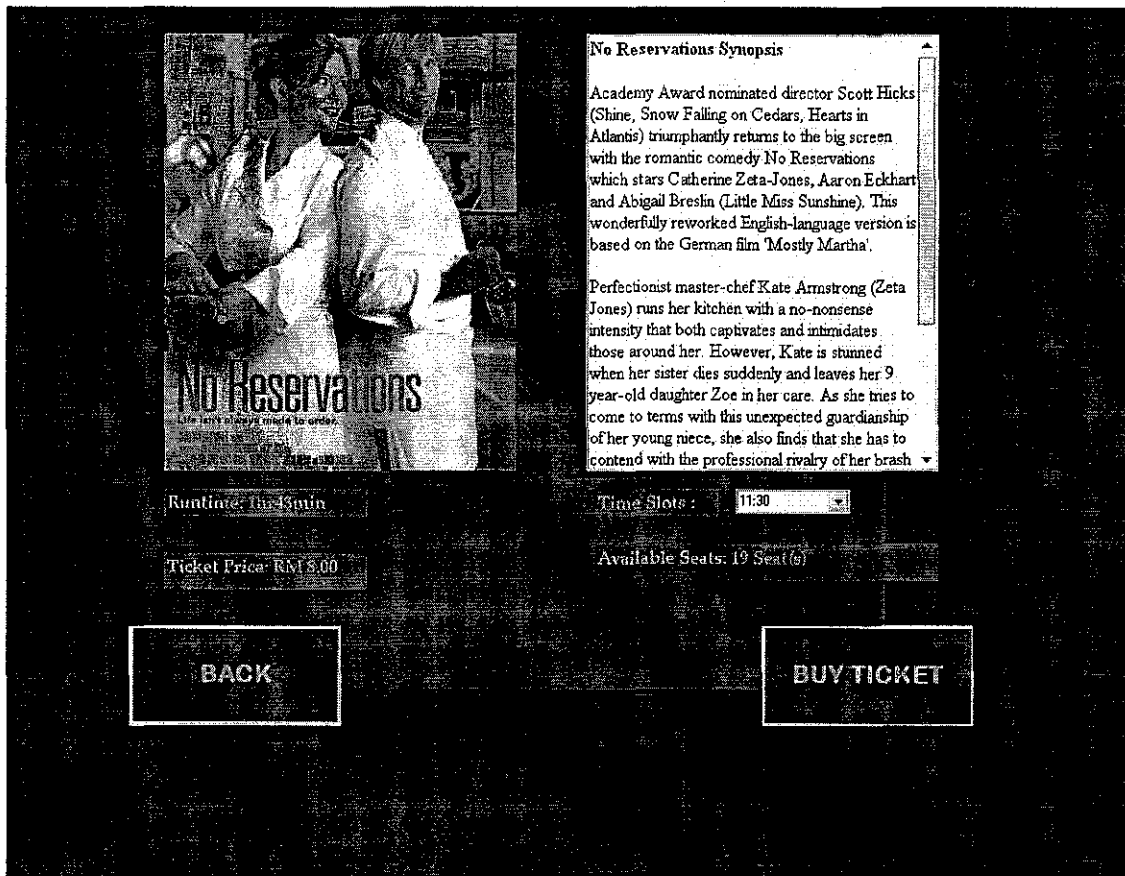 No Reservations
Life isn't always made to order.
No Reservations Synopsis
Academy Award nominated director Scott Hicks
(Shine, Snow Falling on Cedars, Hearts in
Atlantis) triumphantly returns to the big screen
with the romantic comedy No Reservations
which stars Catherine Zeta-Jones, Aaron Eckhart
and Abigail Breslin (Little Miss Sunshine). This
wonderfully reworked English-language version is
based on the German film 'Mostly Martha'.
Perfectionist master-chef Kate Armstrong (Zeta
Jones) runs her kitchen with a no-nonsense
intensity that both captivates and intimidates
those around her. However, Kate is stunned
when her sister dies suddenly and leaves her 9
year-old daughter Zoe in her care. As she tries to
come to terms with this unexpected guardianship
of her young niece, she also finds that she has to
contend with the professional rivalry of her brash
Runtime: 1hr43min
Time Slots :
11:30
Ticket Price: RM 8.00
Available Seats: 19 Seat(s)
BACK
BUY TICKET